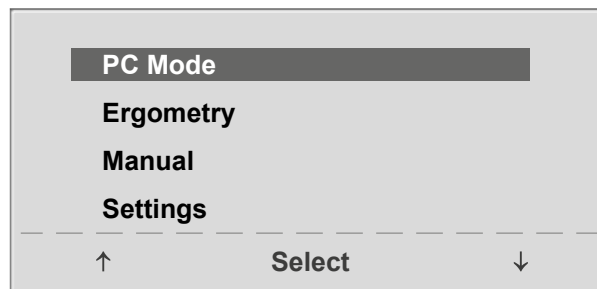 PC Mode
Ergometry
Manual
Settings
↑ Select ↓